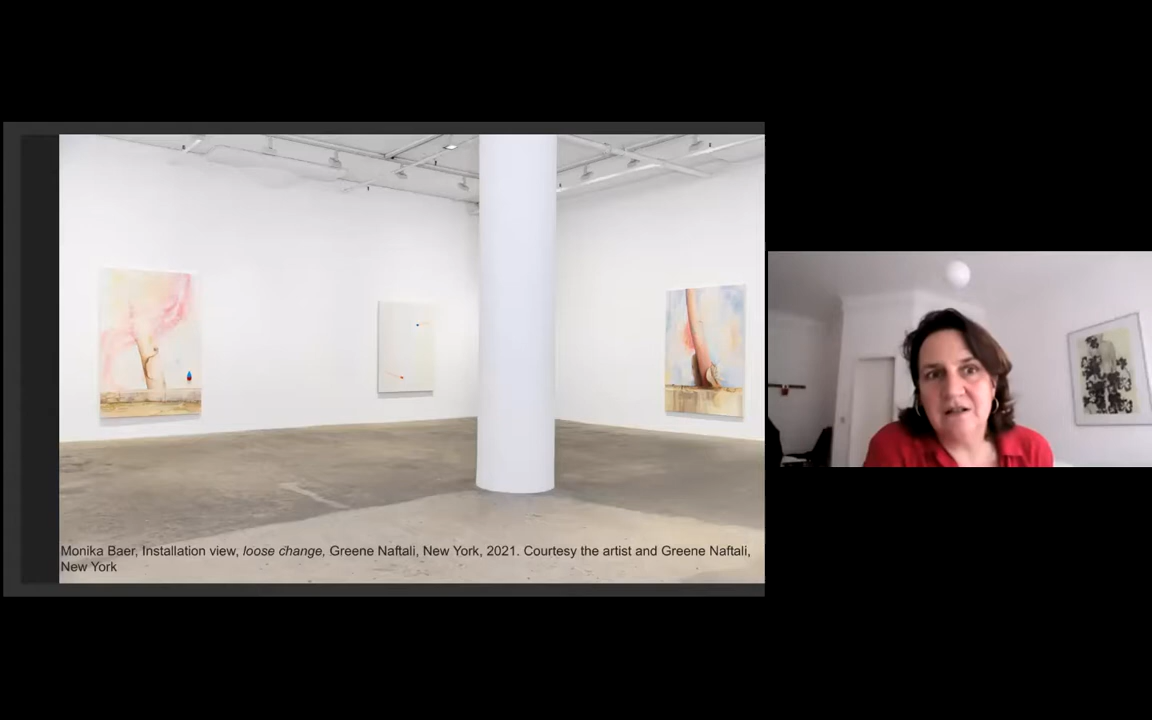 Monika Baer, Installation view, loose change, Greene Naftali, New York, 2021. Courtesy the artist and Greene Naftali,
New York